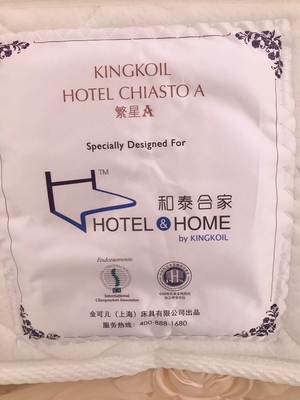 KINGKOIL
HOTEL CHIASTO A
繁星A
Specially Designed For
TM
和泰合家
HOTEL & HOME
by KINGKOIL
Endorsements:
International
Chiropractors Association
金可儿（上海）床具有限公司出品
服务热线：400-888-1680